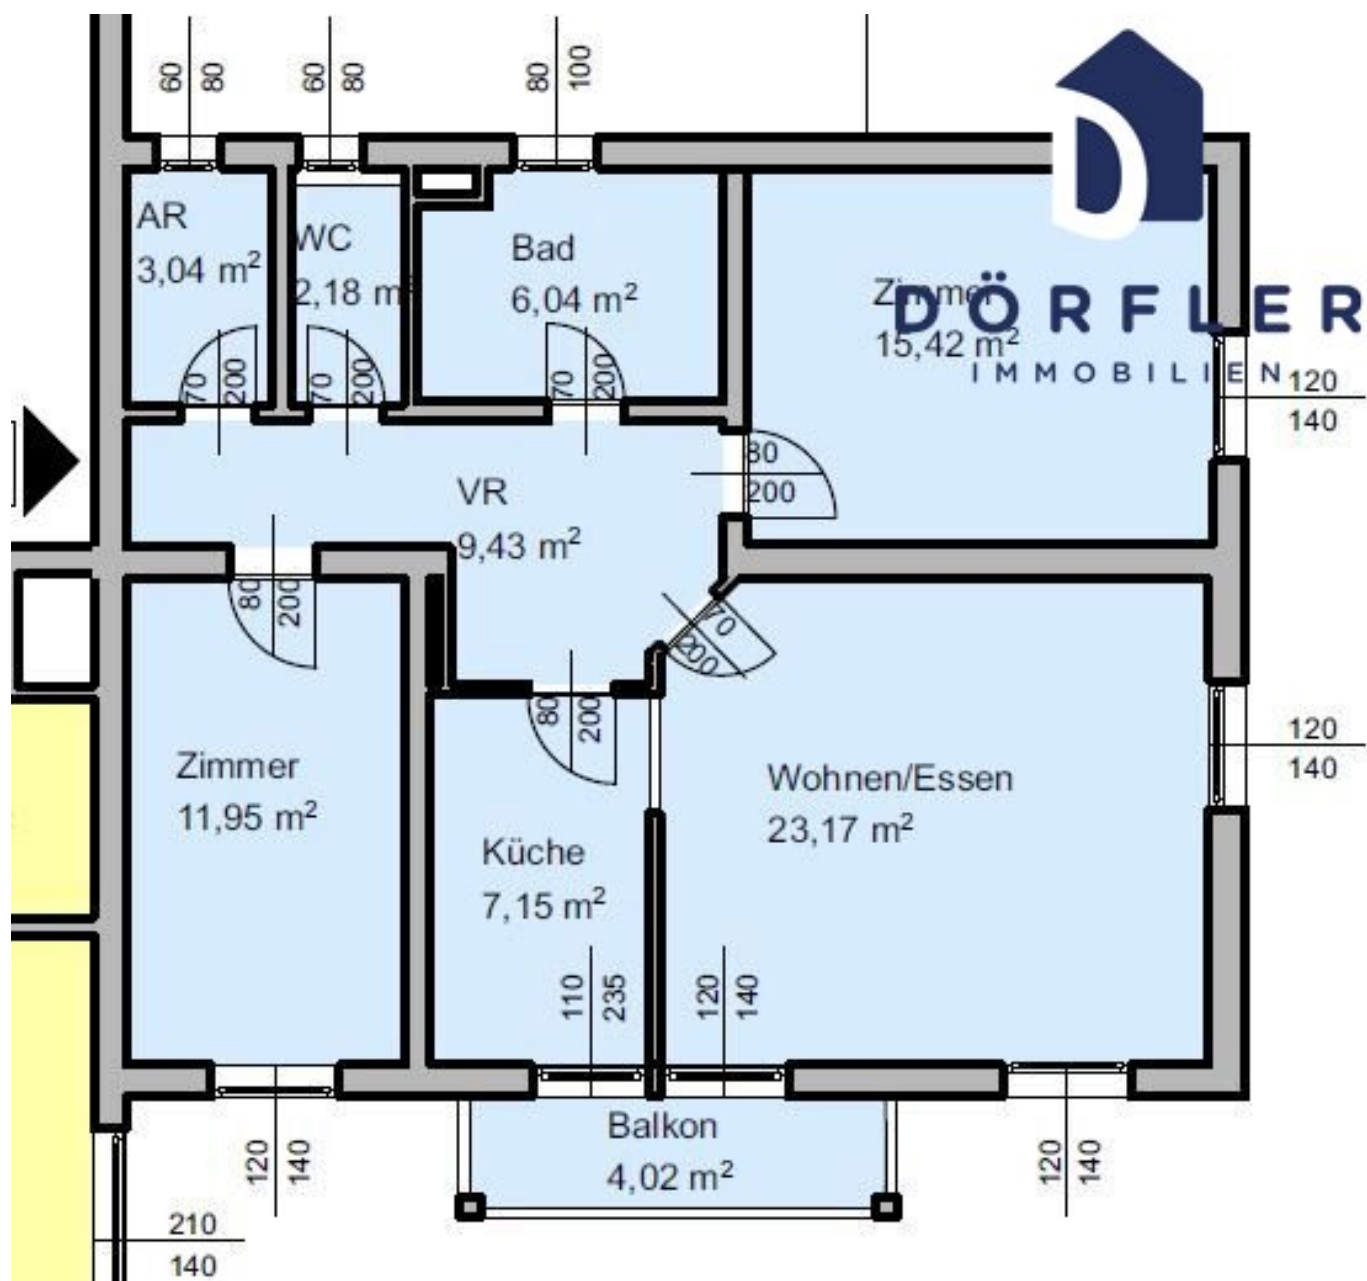 60
80
60
80
80
100
AR
3,04 m²
WC
2,18 m
Bad
6,04 m²
Zimmer
15,42 m²
DÖRFLER
IMMOBILIEN
120
140
70
200
70
200
70
200
80
200
VR
9,43 m²
80
200
70
200
80
200
120
140
Zimmer
11,95 m²
Wohnen/Essen
23,17 m²
Küche
7,15 m²
110
235
120
140
Balkon
4,02 m²
120
140
120
140
210
140